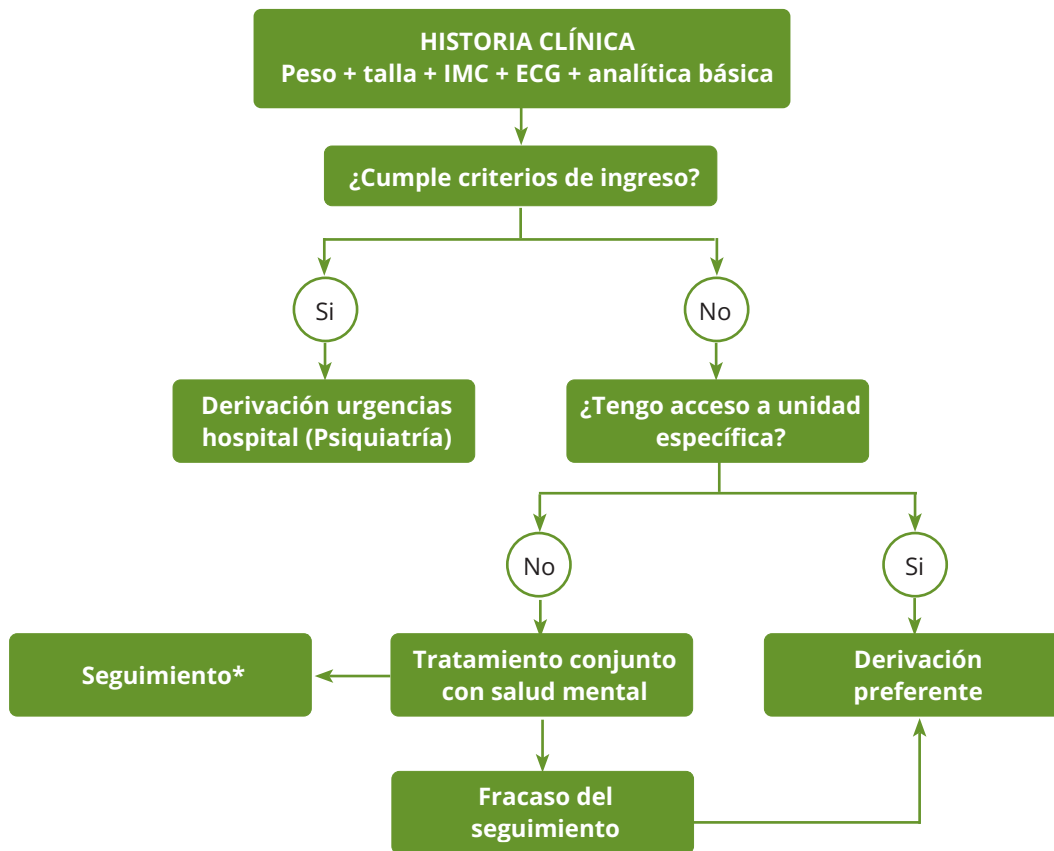 HISTORIA CLÍNICA
Peso + talla + IMC + ECG + analítica básica
¿Cumple criterios de ingreso?
Si
No
Derivación urgencias
hospital (Psiquiatría)
¿Tengo acceso a unidad
específica?
No
Si
Seguimiento*
Tratamiento conjunto
con salud mental
Derivación
preferente
Fracaso del
seguimiento